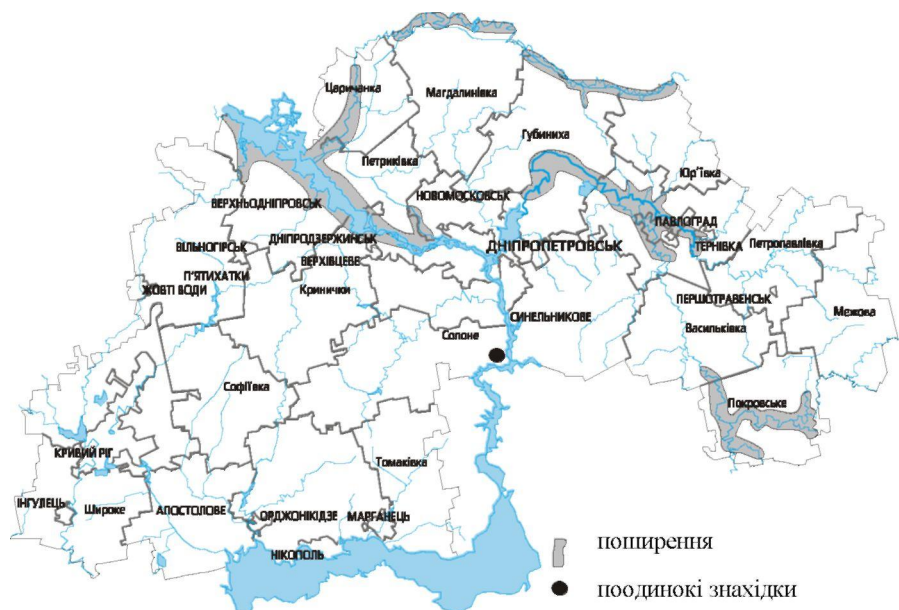 Царичанка
Магдалинівка
Губиниха
Петриківка
Юр'ївка
НОВОМОСКОВСЬК
ВЕРХНЬОДНІПРОВСЬК
ПАВЛОГРАД
ДНІПРОДЗЕРЖИНСЬК
ДНІПРОПЕТРОВСЬК
ТЕРНІВКА
Петропавлівка
ВІЛЬНОГІРСЬК
ВЕРХІВЦЕВЕ
П'ЯТИХАТКИ
ЖОВТІ ВОДИ
Кринички
ПЕРШОТРАВЕНСЬК
СИНЕЛЬНИКОВЕ
Межова
Солоне
Васильківка
Софіївка
Покровське
КРИВИЙ РІГ
Томаківка
ІНГУЛЕЦЬ
Широке
АПОСТОЛОВЕ
ОРДЖОНІКІДЗЕ
МАРГАНЕЦЬ
НІКОПОЛЬ
поширення
поодинокі знахідки